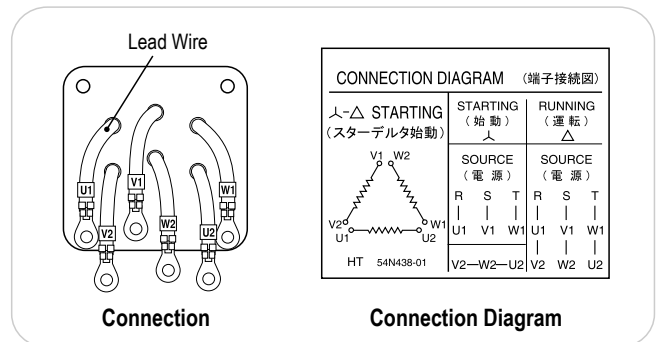 Lead Wire
U1
V1
W1
V2
W2
U2
Connection
CONNECTION DIAGRAM (端子接続図)
人-△ STARTING
(スターデルタ始動)
V1 W2
V2 W1
U1 U2
HT 54N438-01
STARTING RUNNING
(始動) (運転)
人 △
SOURCE SOURCE
(電源) (電源)
R S T R S T
U1 V1 W1 U1 V1 W1
V2—W2—U2 V2 W2 U2
Connection Diagram